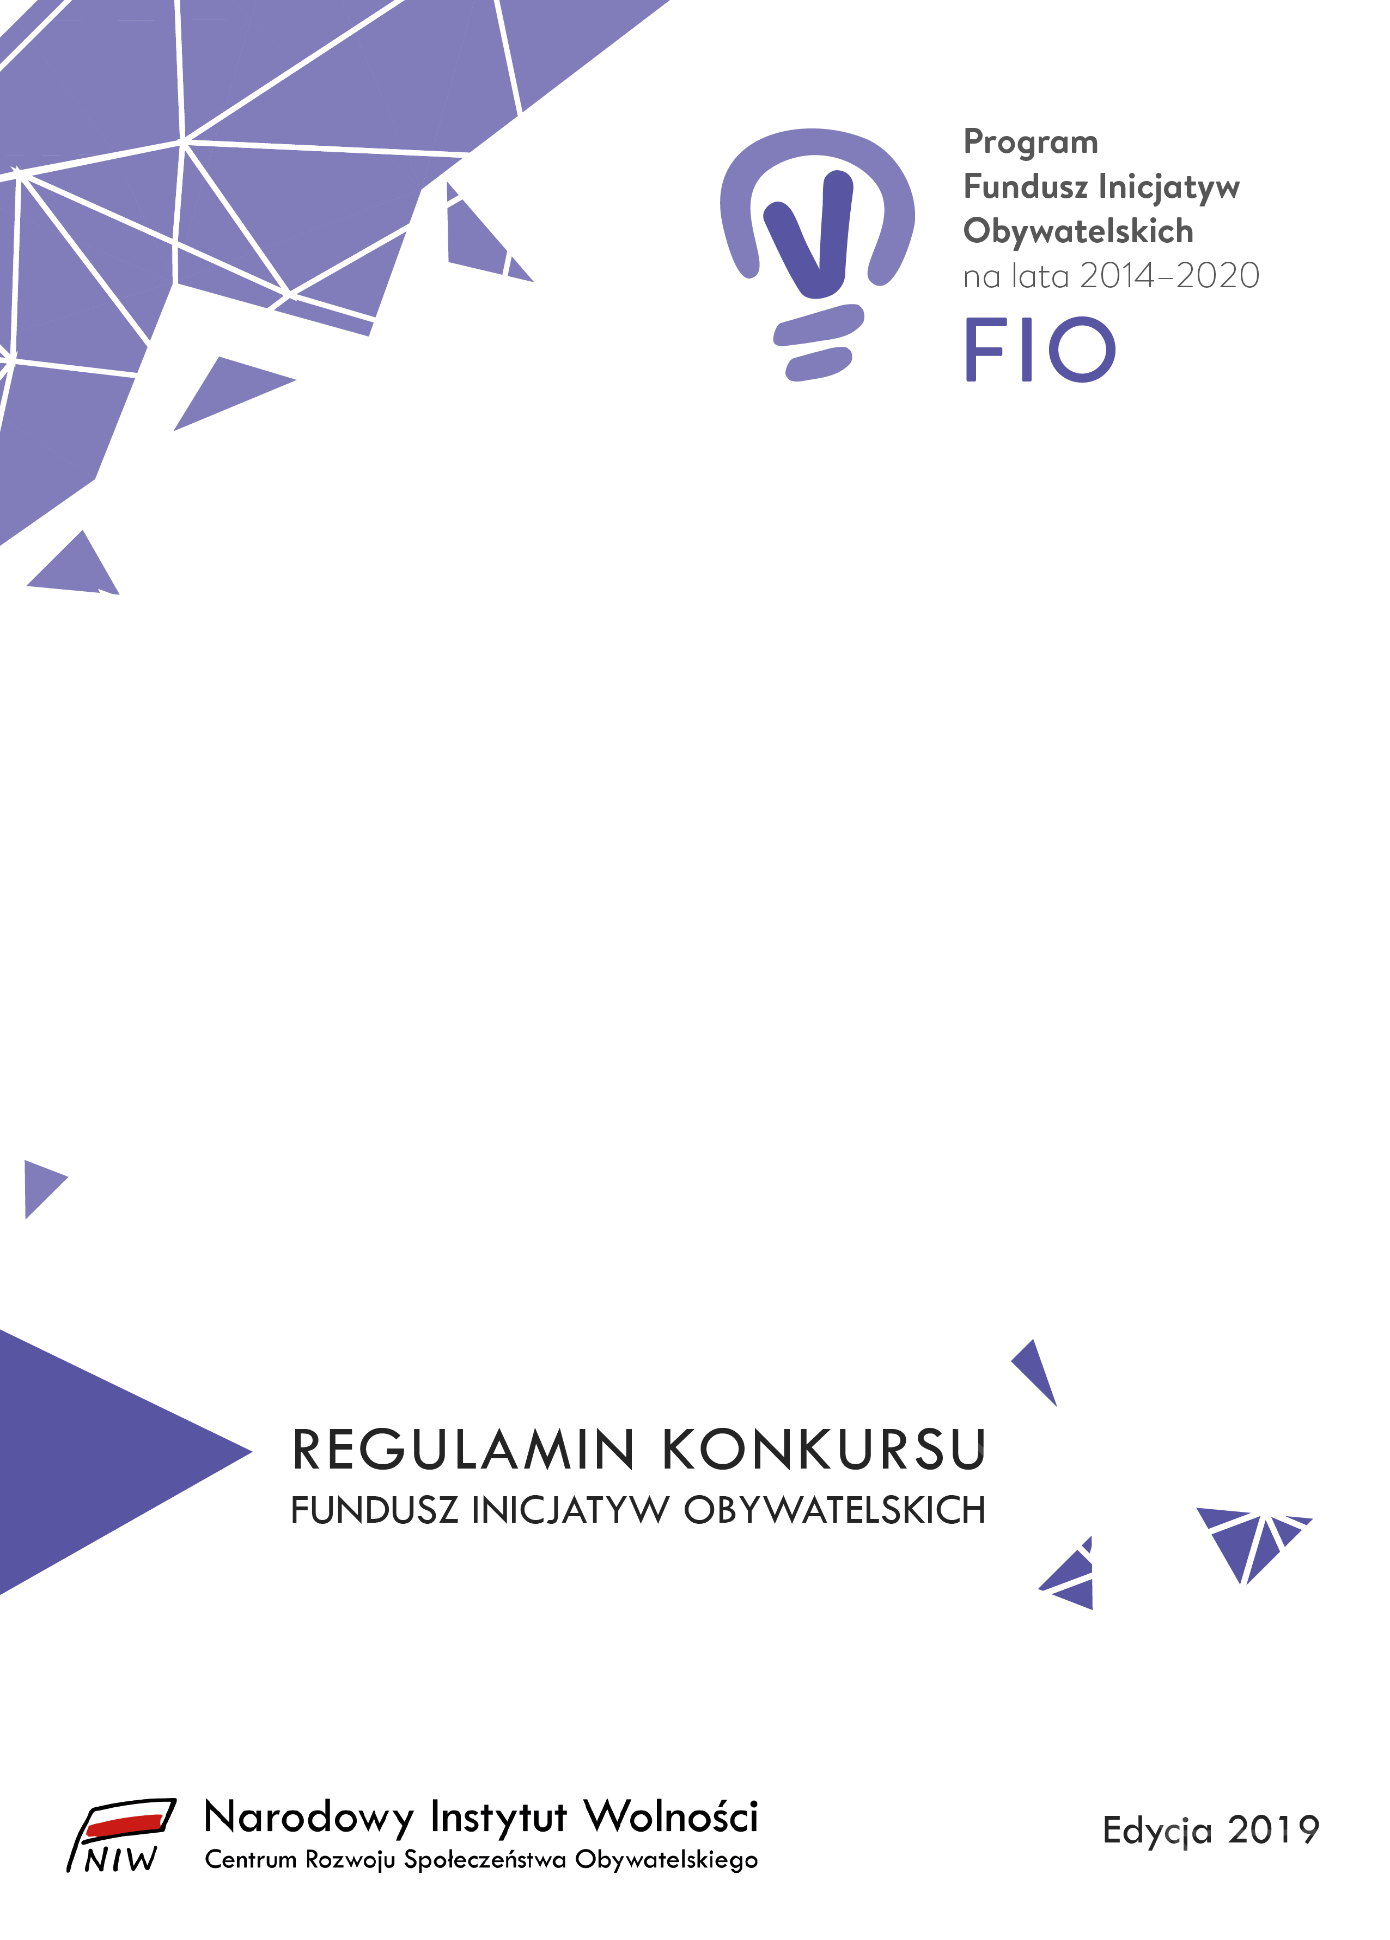 Program
Fundusz Inicjatyw
Obywatelskich
na lata 2014–2020
FIO
REGULAMIN KONKURSU
FUNDUSZ INICJATYW OBYWATELSKICH
NIW
Narodowy Instytut Wolności
Centrum Rozwoju Społeczeństwa Obywatelskiego
Edycja 2019